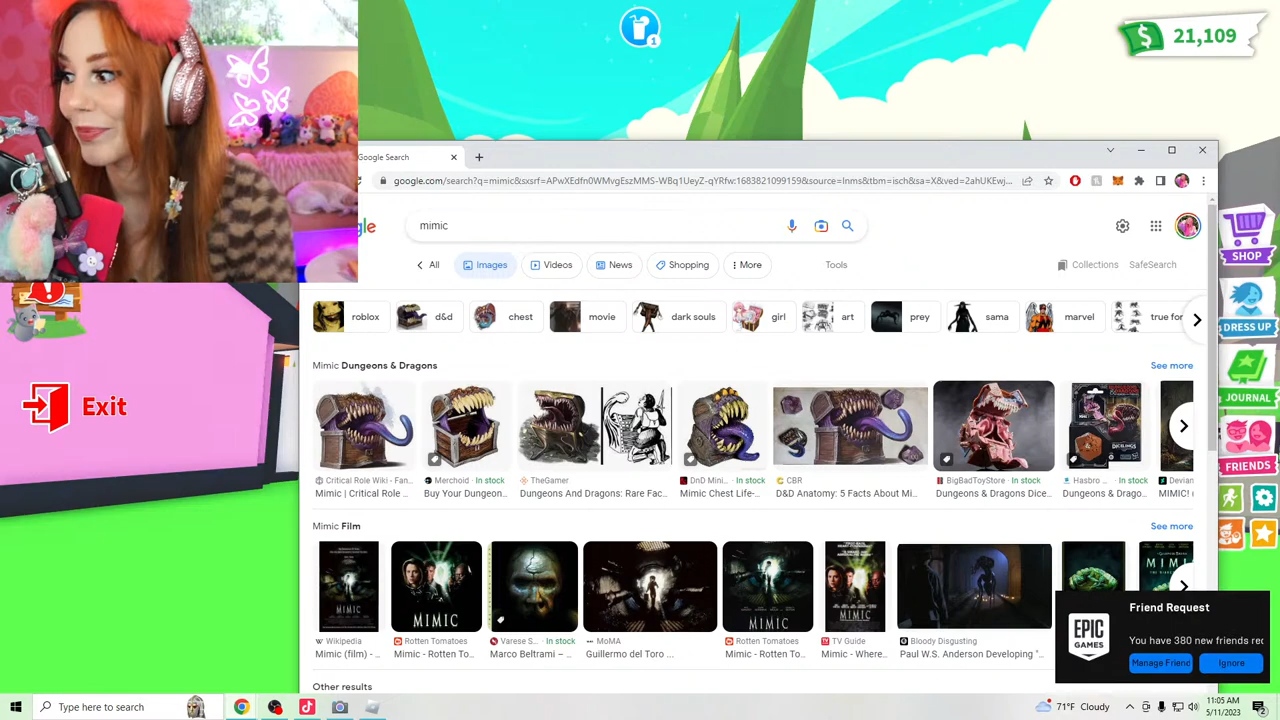 1
21,109
Google Search
google.com/search?q=mimic&sxsrf=APwXEdfn0WMvgEszMMS-WBq1UeyZ-qYRfwc1683821099159&source=lnms&tbm=isch&sa=X&ved=2ahUKEwj...
mimic
All
Images
Videos
News
Shopping
More
Tools
Collections
SafeSearch
roblox
d&d
chest
movie
dark souls
girl
art
prey
sama
marvel
true for
SHOP
DRESS UP
JOURNAL
FRIENDS
Exit
Mimic Dungeons & Dragons
See more
Critical Role Wiki - Fan...
Mimic | Critical Role ...
Merchoid · In stock
Buy Your Dungeon...
TheGamer
Dungeons And Dragons: Rare Fac...
DnD Mini... · In stock
Mimic Chest Life-...
CBR
D&D Anatomy: 5 Facts About Mi...
BigBadToyStore · In stock
Dungeons & Dragons Dice...
Hasbro ... · In stock
Dungeons & Drago...
Devian
MIMIC! (
Mimic Film
See more
MIMIC
MIMIC
MIMIC
MIMIC
Wikipedia
Mimic (film) - ...
Rotten Tomatoes
Mimic - Rotten To...
Varese S... · In stock
Marco Beltrami – ...
MoMA
Guillermo del Toro ...
Rotten Tomatoes
Mimic - Rotten To...
TV Guide
Mimic - Where...
Bloody Disgusting
Paul W.S. Anderson Developing "...
Other results
EPIC
GAMES
Friend Request
You have 380 new friends rec
Manage Friend
Ignore
Type here to search
71°F Cloudy
11:05 AM
5/11/2023
2